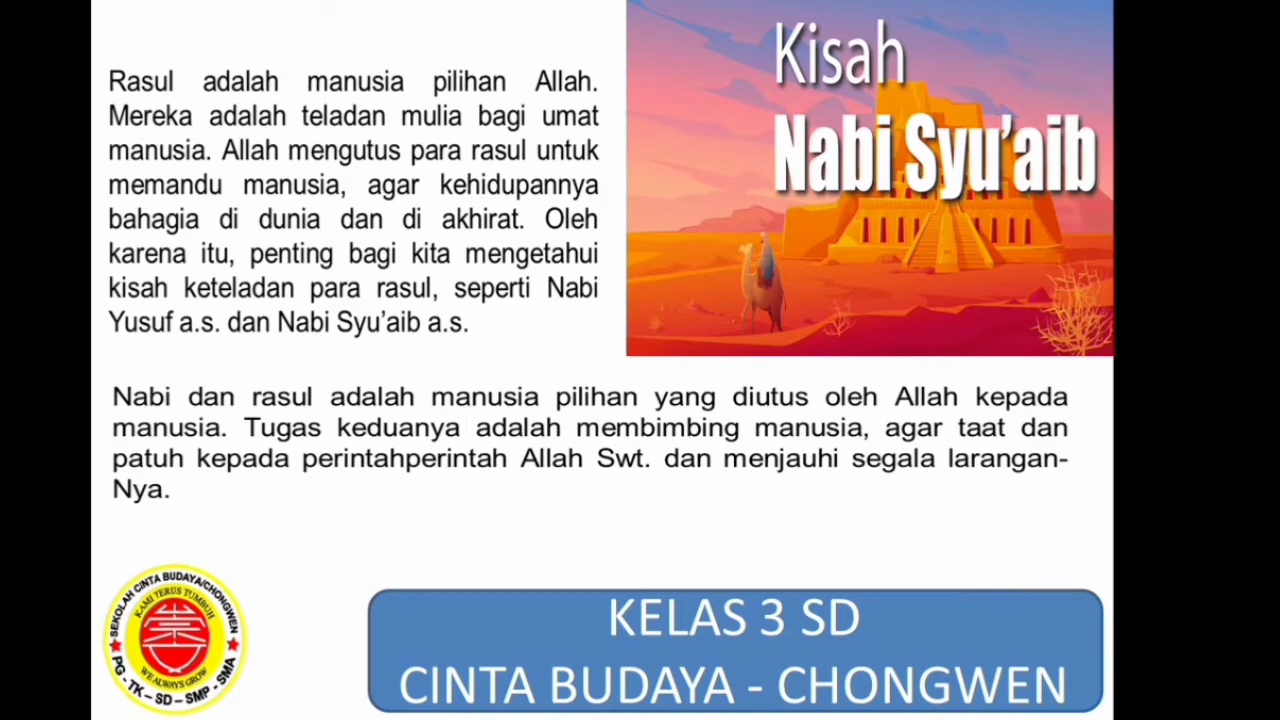 Rasul adalah manusia pilihan Allah.
Mereka adalah teladan mulia bagi umat
manusia. Allah mengutus para rasul untuk
memandu manusia, agar kehidupannya
bahagia di dunia dan di akhirat. Oleh
karena itu, penting bagi kita mengetahui
kisah keteladan para rasul, seperti Nabi
Yusuf a.s. dan Nabi Syu'aib a.s.
Kisah
Nabi Syu'aib
Nabi dan rasul adalah manusia pilihan yang diutus oleh Allah kepada
manusia. Tugas keduanya adalah membimbing manusia, agar taat dan
patuh kepada perintahperintah Allah Swt. dan menjauhi segala larangan-
Nya.
SEKOLAH CINTA BUDAYA/CHONGWEN
KAMI TERUS TUMBUH
WE ALWAYS GROW
PG - TK – SD – SMP - SMA
KELAS 3 SD
CINTA BUDAYA - CHONGWEN